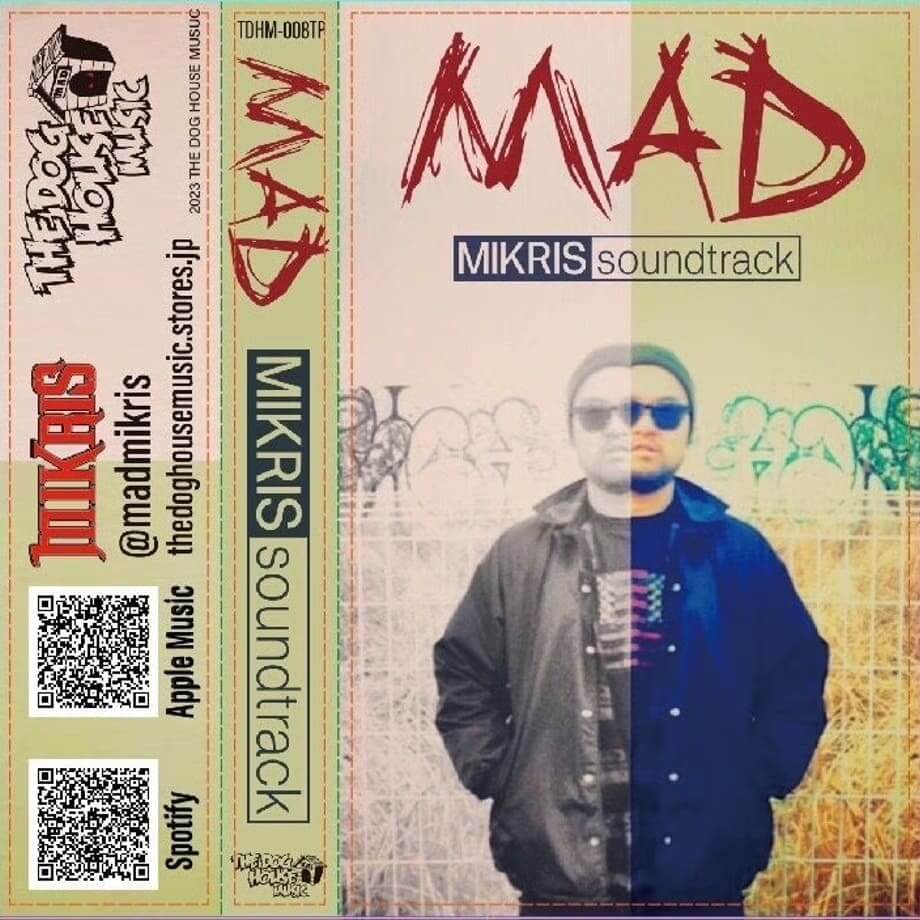 THE DOG
HOUSE
MUSIC
2023 THE DOG HOUSE MUSUC
MIKRIS
@madmikris
thedoghousemusic.stores.jp
Apple Music
Spotify
TDHM-008TP
MAD
MIKRIS soundtrack
THE DOG
HOUSE
MUSIC
MAD
MIKRIS soundtrack